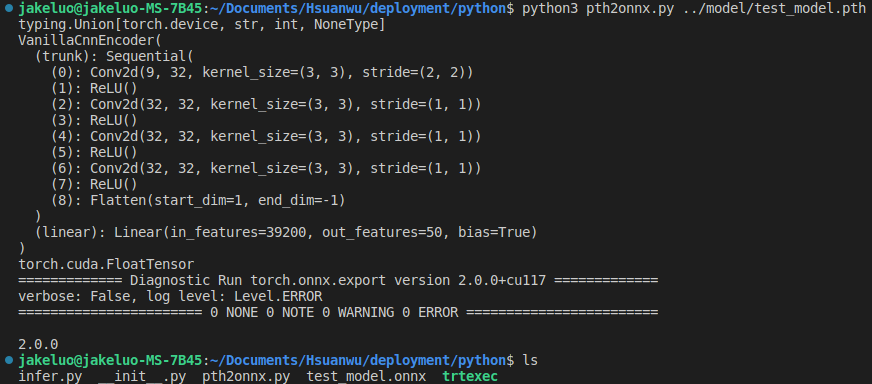 jakeluo@jakeluo-MS-7B45:~/Documents/Hsuanwu/deployment/python$ python3 pth2onnx.py ../model/test_model.pth
typing.Union[torch.device, str, int, NoneType]
VanillaCnnEncoder(
  (trunk): Sequential(
    (0): Conv2d(9, 32, kernel_size=(3, 3), stride=(2, 2))
    (1): ReLU()
    (2): Conv2d(32, 32, kernel_size=(3, 3), stride=(1, 1))
    (3): ReLU()
    (4): Conv2d(32, 32, kernel_size=(3, 3), stride=(1, 1))
    (5): ReLU()
    (6): Conv2d(32, 32, kernel_size=(3, 3), stride=(1, 1))
    (7): ReLU()
    (8): Flatten(start_dim=1, end_dim=-1)
  )
  (linear): Linear(in_features=39200, out_features=50, bias=True)
)
torch.cuda.FloatTensor
============= Diagnostic Run torch.onnx.export version 2.0.0+cu117 =============
verbose: False, log level: Level.ERROR
======================= 0 NONE 0 NOTE 0 WARNING 0 ERROR ========================
2.0.0
jakeluo@jakeluo-MS-7B45:~/Documents/Hsuanwu/deployment/python$ ls
infer.py  __init__.py  pth2onnx.py  test_model.onnx  trtexec